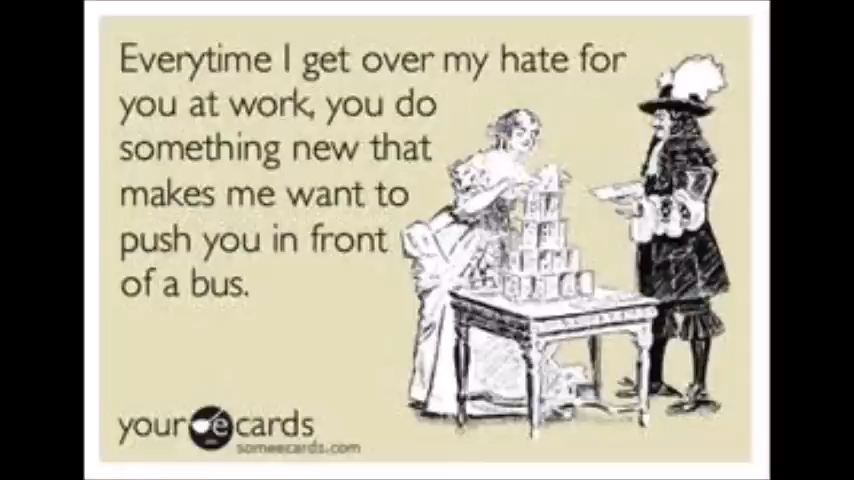 Everytime I get over my hate for
you at work, you do
something new that
makes me want to
push you in front
of a bus.
your e cards
someecards.com